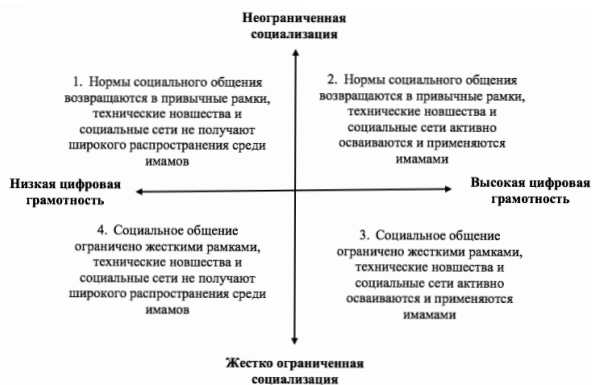 Неограниченная
социализация
1. Нормы социального общения
возвращаются в привычные рамки,
технические новшества и
социальные сети не получают
широкого распространения среди
имамов
2. Нормы социального общения
возвращаются в привычные рамки,
технические новшества и
социальные сети активно
осваиваются и применяются
имамами
Низкая цифровая
грамотность
Высокая цифровая
грамотность
4. Социальное общение
ограничено жесткими рамками,
технические новшества и
социальные сети не получают
широкого распространения среди
имамов
3. Социальное общение
ограничено жесткими рамками,
технические новшества и
социальные сети активно
осваиваются и применяются
имамами
Жестко ограниченная
социализация